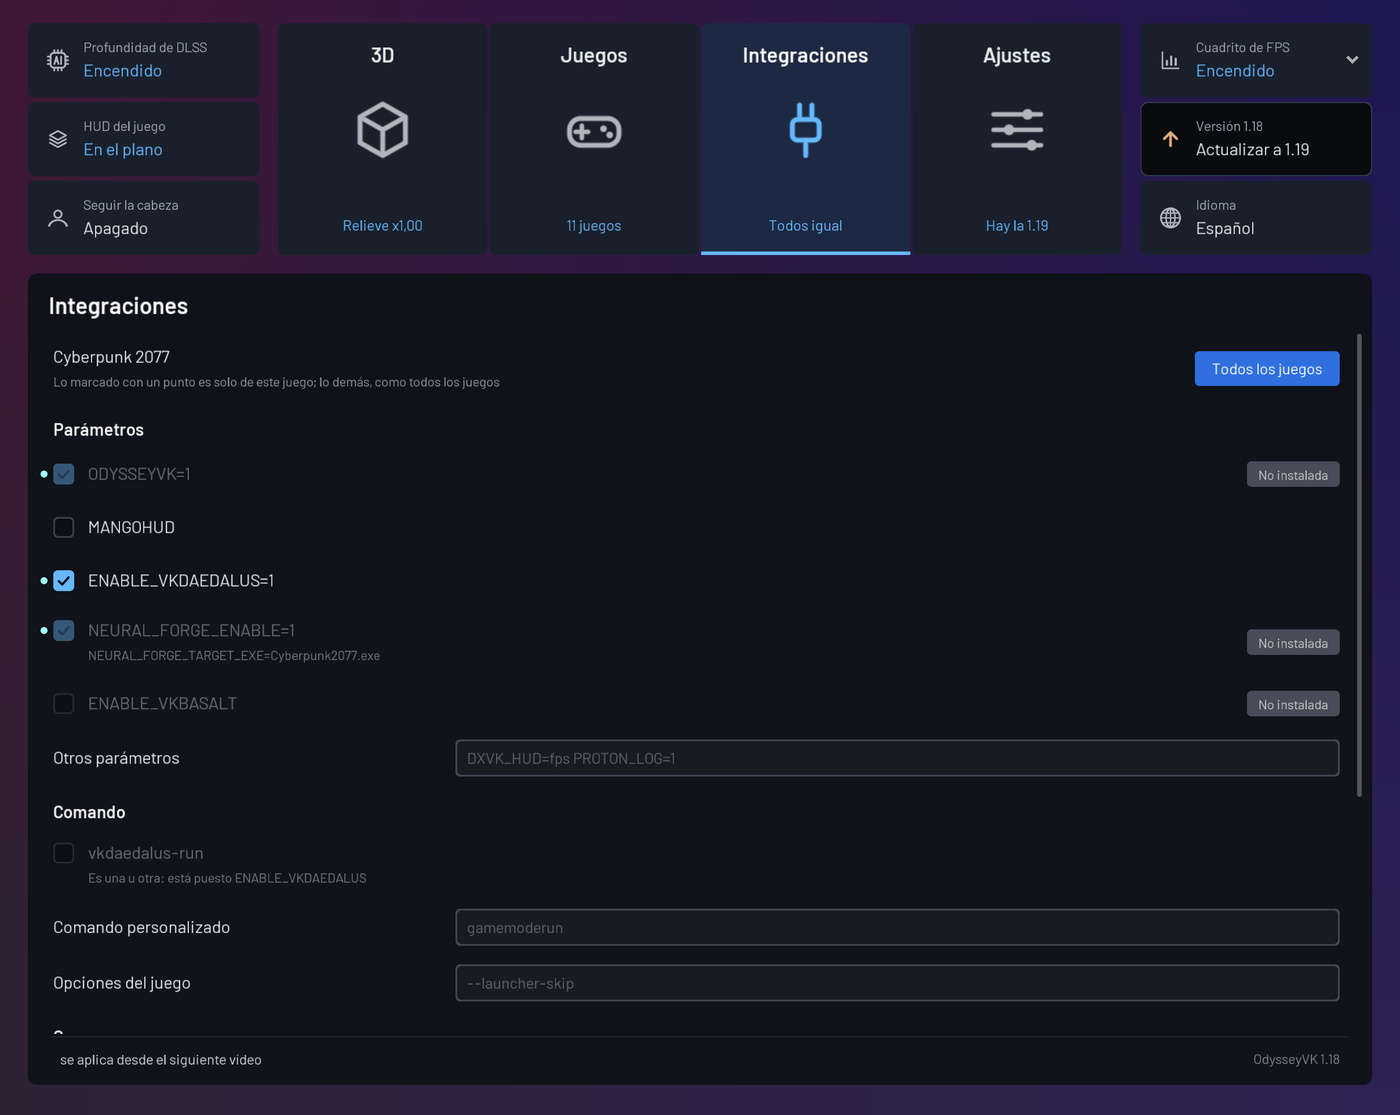 Profundidad de DLSS
Encendido
HUD del juego
En el plano
Seguir la cabeza
Apagado
3D
Relieve x1,00
Juegos
11 juegos
Integraciones
Todos igual
Ajustes
Hay la 1.19
Cuadrito de FPS
Encendido
Versión 1.18
Actualizar a 1.19
Idioma
Español
Integraciones
Cyberpunk 2077
Lo marcado con un punto es solo de este juego; lo demás, como todos los juegos
Todos los juegos
Parámetros
ODYSSEYVK=1
No instalada
MANGOHUD
ENABLE_VKDAEDALUS=1
NEURAL_FORGE_ENABLE=1
NEURAL_FORGE_TARGET_EXE=Cyberpunk2077.exe
No instalada
ENABLE_VKBASALT
No instalada
Otros parámetros
DXVK_HUD=fps PROTON_LOG=1
Comando
vkdaedalus-run
Es una u otra: está puesto ENABLE_VKDAEDALUS
Comando personalizado
gamemoderun
Opciones del juego
--launcher-skip
se aplica desde el siguiente video
OdysseyVK 1.18